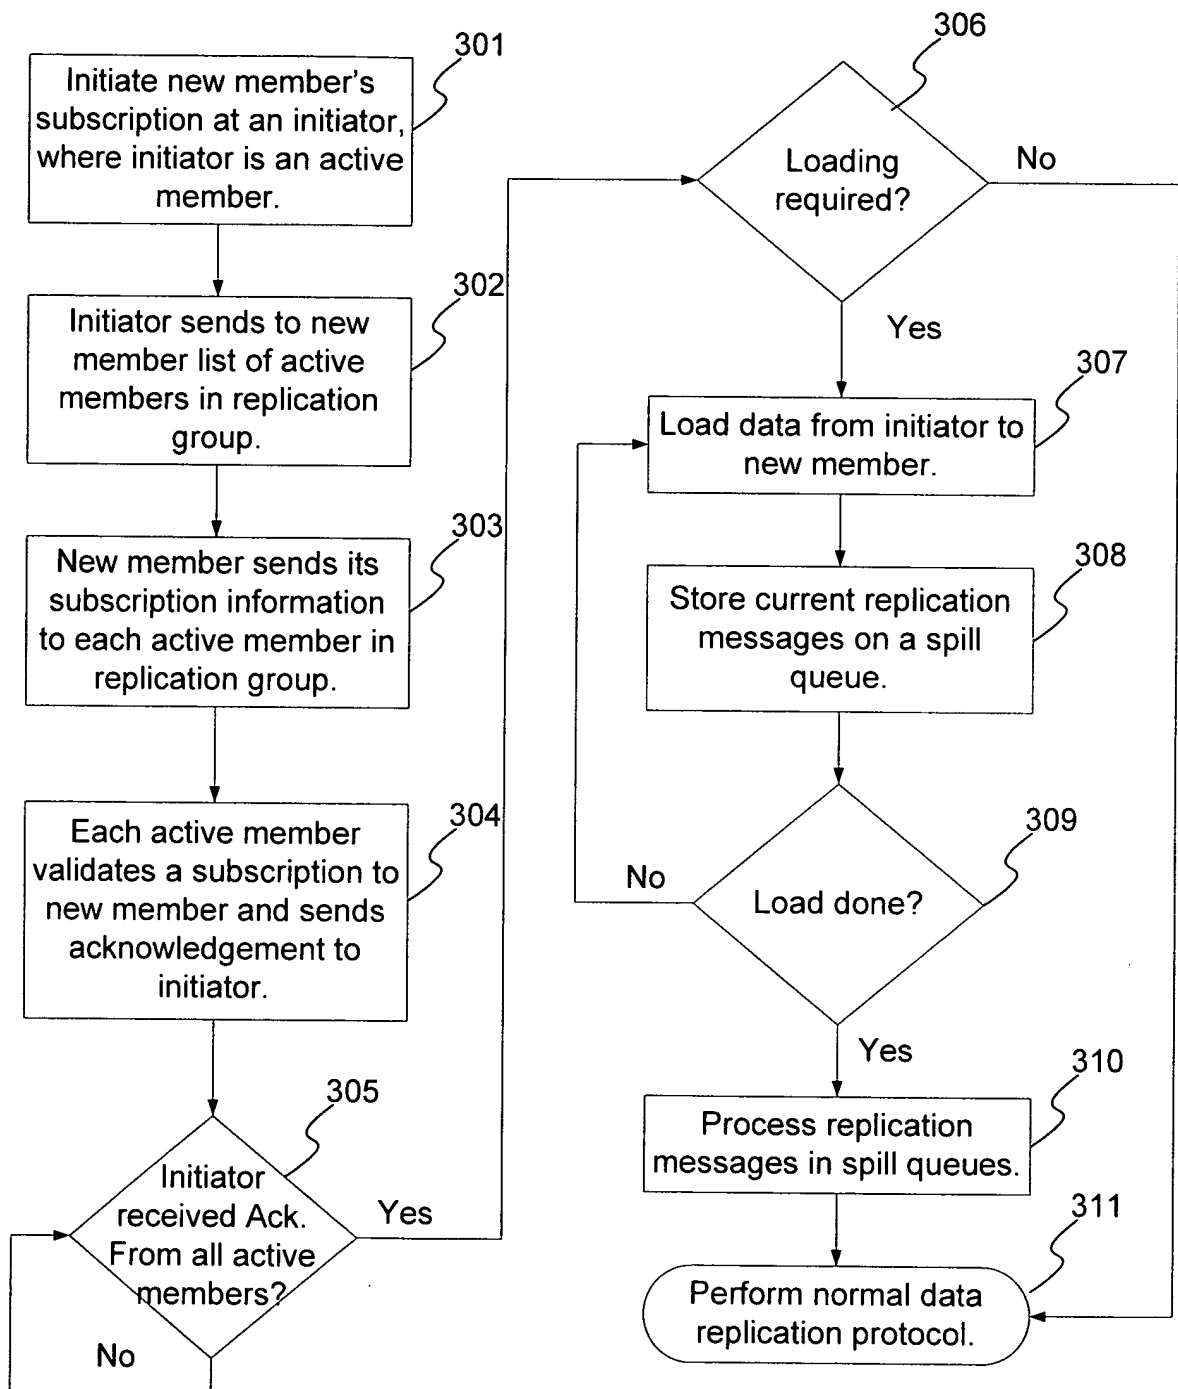 301
Initiate new member's
subscription at an initiator,
where initiator is an active
member.
302
Initiator sends to new
member list of active
members in replication
group.
303
New member sends its
subscription information
to each active member in
replication group.
304
Each active member
validates a subscription to
new member and sends
acknowledgement to
initiator.
305
Initiator
received Ack.
From all active
members?
Yes
No
306
Loading
required?
No
Yes
307
Load data from initiator to
new member.
308
Store current replication
messages on a spill
queue.
309
Load done?
No
Yes
310
Process replication
messages in spill queues.
311
Perform normal data
replication protocol.